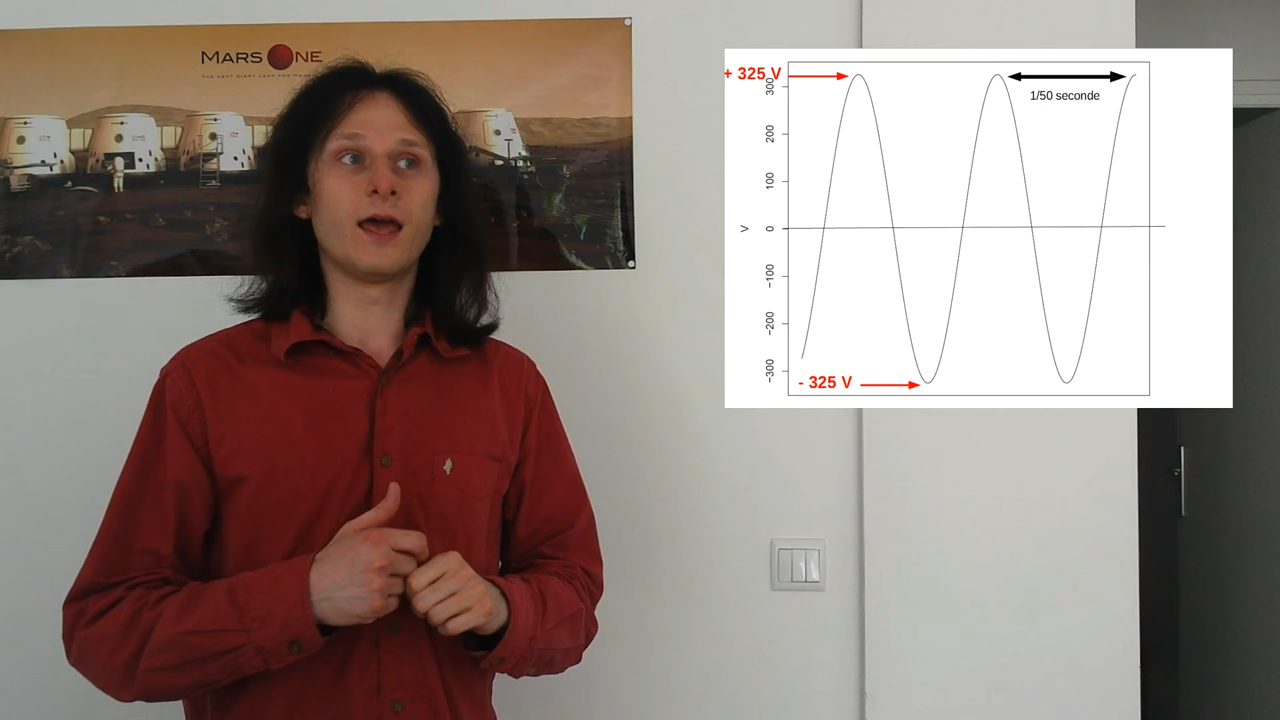 MARS ONE
+ 325 V
1/50 seconde
300
200
100
0
V
−100
−200
−300
- 325 V